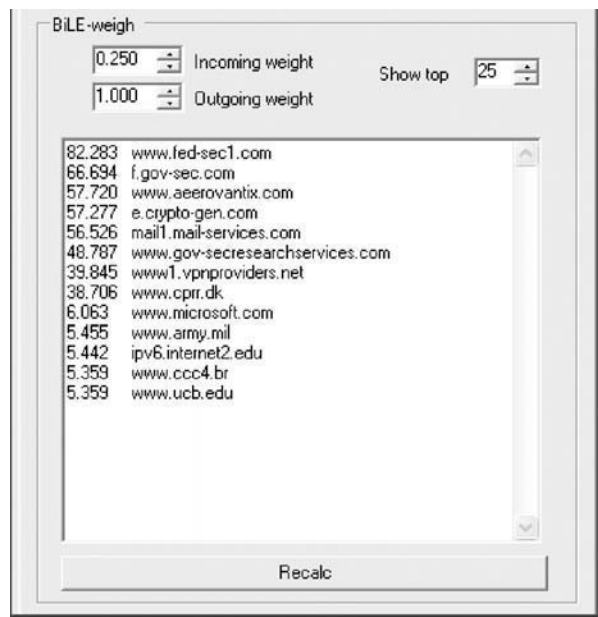 BiLE-weigh
0.250 Incoming weight
Show top 25
1.000 Outgoing weight
82.283 www.fed-sec1.com
66.694 f.gov-sec.com
57.720 www.aeerovantix.com
57.277 e.crypto-gen.com
56.526 mail1.mail-services.com
48.787 www.gov-secresearchservices.com
39.845 www1.vpnproviders.net
38.706 www.cprr.dk
6.063 www.microsoft.com
5.455 www.army.mil
5.442 ipv6.internet2.edu
5.359 www.ccc4.br
5.359 www.ucb.edu
Recalc